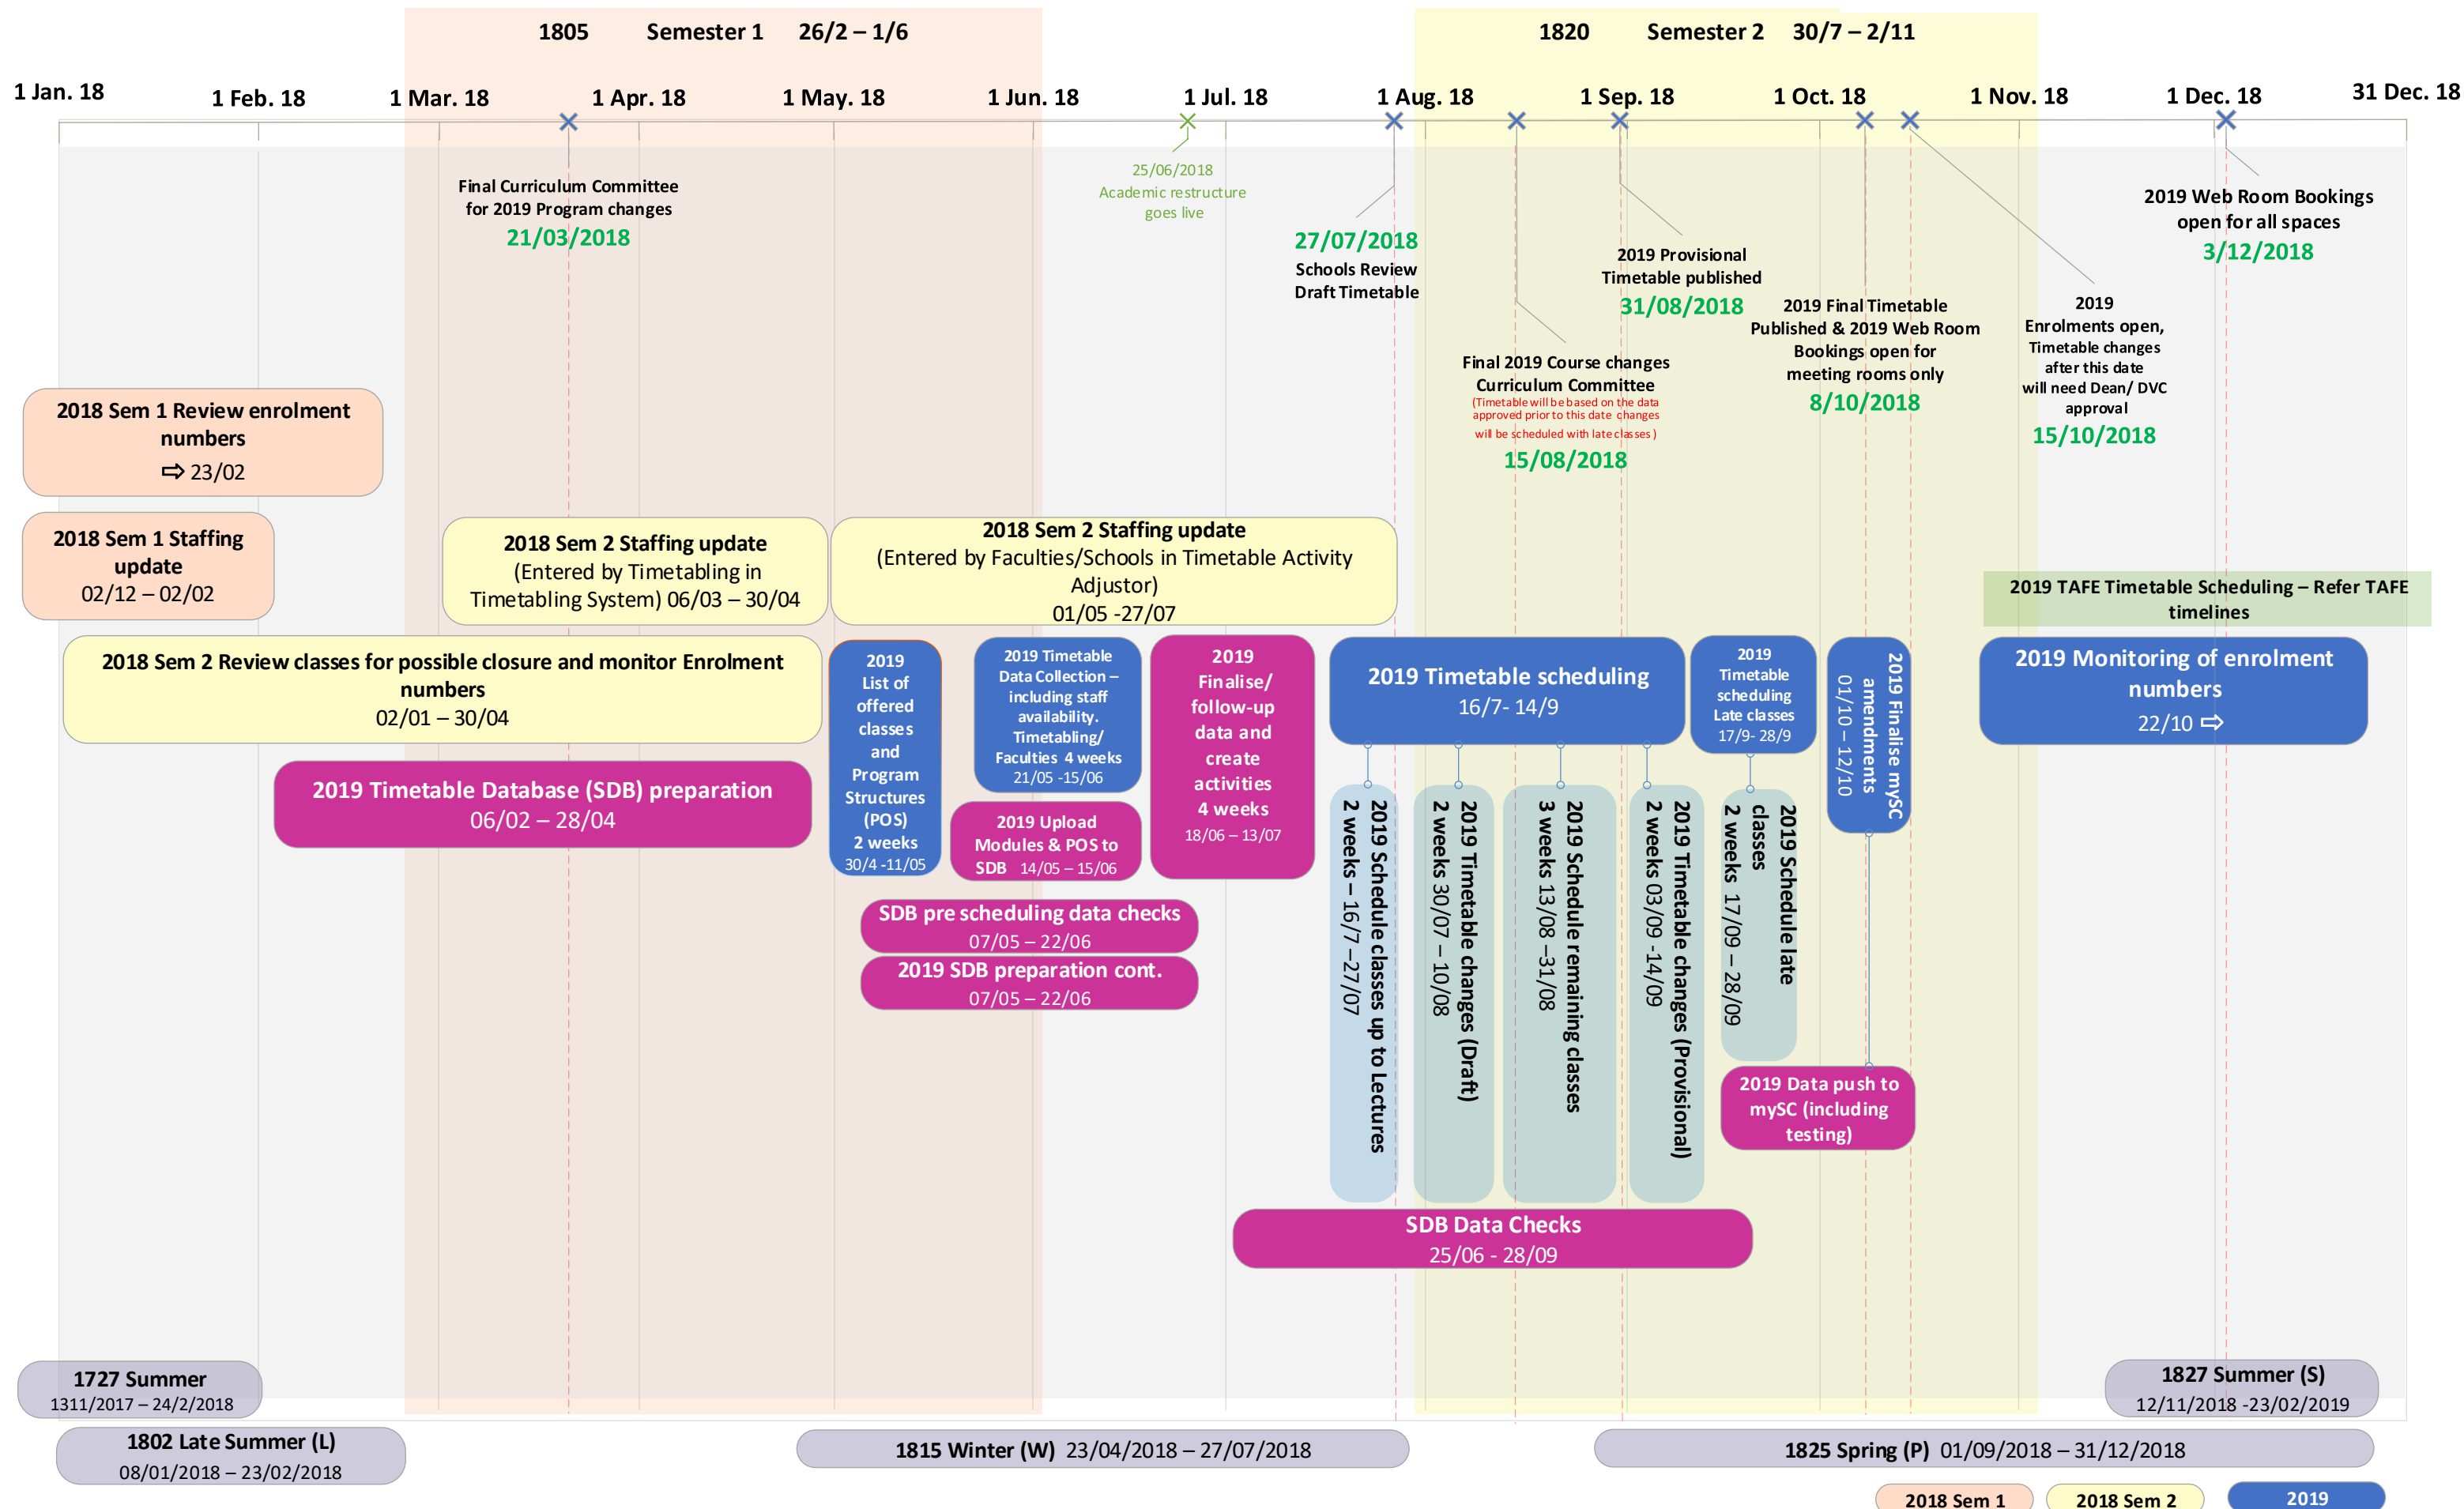 1805 Semester 1 26/2 – 1/6
1820 Semester 2 30/7 – 2/11
1 Jan. 18
1 Feb. 18
1 Mar. 18
1 Apr. 18
1 May. 18
1 Jun. 18
1 Jul. 18
1 Aug. 18
1 Sep. 18
1 Oct. 18
1 Nov. 18
1 Dec. 18
31 Dec. 18
Final Curriculum Committee
for 2019 Program changes
21/03/2018
25/06/2018
Academic restructure
goes live
27/07/2018
Schools Review
Draft Timetable
Final 2019 Course changes
Curriculum Committee
(Timetable will be based on the data
approved prior to this date changes
will be scheduled with late classes )
15/08/2018
2019 Provisional
Timetable published
31/08/2018
2019 Final Timetable
Published & 2019 Web Room
Bookings open for
meeting rooms only
8/10/2018
2019
Enrolments open,
Timetable changes
after this date
will need Dean/ DVC
approval
15/10/2018
2019 Web Room Bookings
open for all spaces
3/12/2018
2018 Sem 1 Review enrolment
numbers
⇨ 23/02
2018 Sem 1 Staffing
update
02/12 – 02/02
2018 Sem 2 Staffing update
(Entered by Timetabling in
Timetabling System) 06/03 – 30/04
2018 Sem 2 Staffing update
(Entered by Faculties/Schools in Timetable Activity
Adjustor)
01/05 -27/07
2019 TAFE Timetable Scheduling – Refer TAFE
timelines
2018 Sem 2 Review classes for possible closure and monitor Enrolment
numbers
02/01 – 30/04
2019 Timetable Database (SDB) preparation
06/02 – 28/04
2019
List of
offered
classes
and
Program
Structures
(POS)
2 weeks
30/4 -11/05
2019 Timetable
Data Collection –
including staff
availability.
Timetabling/
Faculties 4 weeks
21/05 -15/06
2019 Upload
Modules & POS to
SDB 14/05 – 15/06
2019
Finalise/
follow-up
data and
create
activities
4 weeks
18/06 – 13/07
SDB pre scheduling data checks
07/05 – 22/06
2019 SDB preparation cont.
07/05 – 22/06
2019 Timetable scheduling
16/7- 14/9
2019
Timetable
scheduling
Late classes
17/9- 28/9
2019 Finalise mySC
amendments
01/10 – 12/10
2019 Monitoring of enrolment
numbers
22/10 ⇨
2019 Schedule classes up to Lectures
2 weeks – 16/7 –27/07
2019 Timetable changes (Draft)
2 weeks 30/07 – 10/08
2019 Schedule remaining classes
3 weeks 13/08 –31/08
2019 Timetable changes (Provisional)
2 weeks 03/09 -14/09
2019 Schedule late
classes
2 weeks 17/09 – 28/09
2019 Data push to
mySC (including
testing)
SDB Data Checks
25/06 - 28/09
1727 Summer
1311/2017 – 24/2/2018
1827 Summer (S)
12/11/2018 -23/02/2019
1802 Late Summer (L)
08/01/2018 – 23/02/2018
1815 Winter (W) 23/04/2018 – 27/07/2018
1825 Spring (P) 01/09/2018 – 31/12/2018
2018 Sem 1
2018 Sem 2
2019